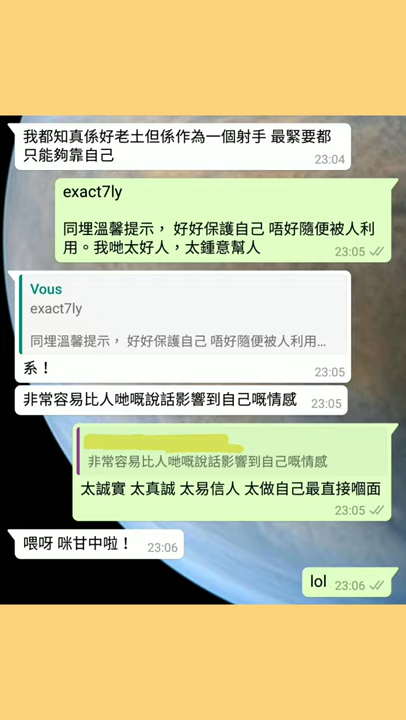 我都知真係好老土但係作為一個射手 最緊要都
只能夠靠自己
23:04
exact7ly
同埋溫馨提示， 好好保護自己 唔好隨便被人利
用。我哋太好人，太鍾意幫人
23:05
Vous
exact7ly
同埋溫馨提示， 好好保護自己 唔好隨便被人利用…
系！
23:05
非常容易比人哋嘅說話影響到自己嘅情感
23:05
非常容易比人哋嘅說話影響到自己嘅情感
太誠實 太真誠 太易信人 太做自己最直接嗰面
23:05
喂呀 咪甘中啦！
23:06
lol
23:06